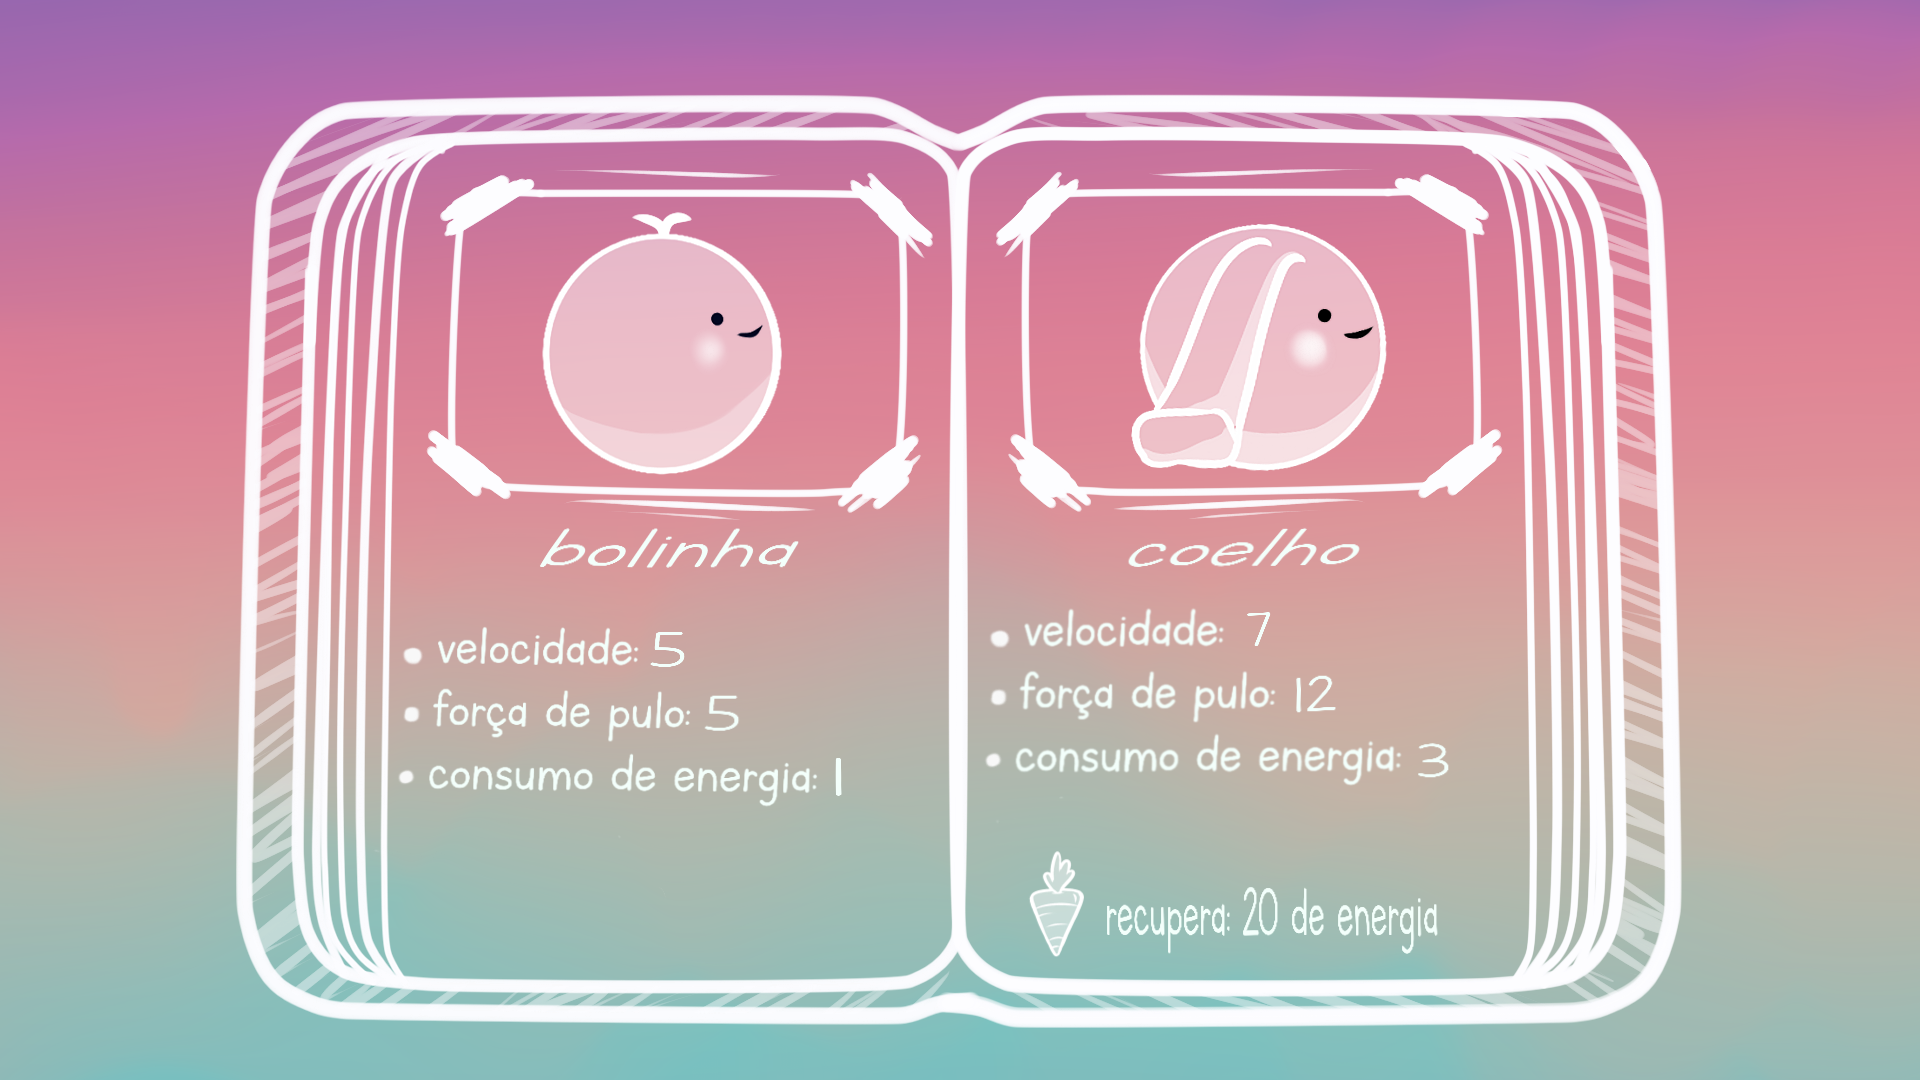 bolinha
velocidade: 5
força de pulo: 5
consumo de energia: 1
coelho
velocidade: 7
força de pulo: 12
consumo de energia: 3
recupera: 20 de energia